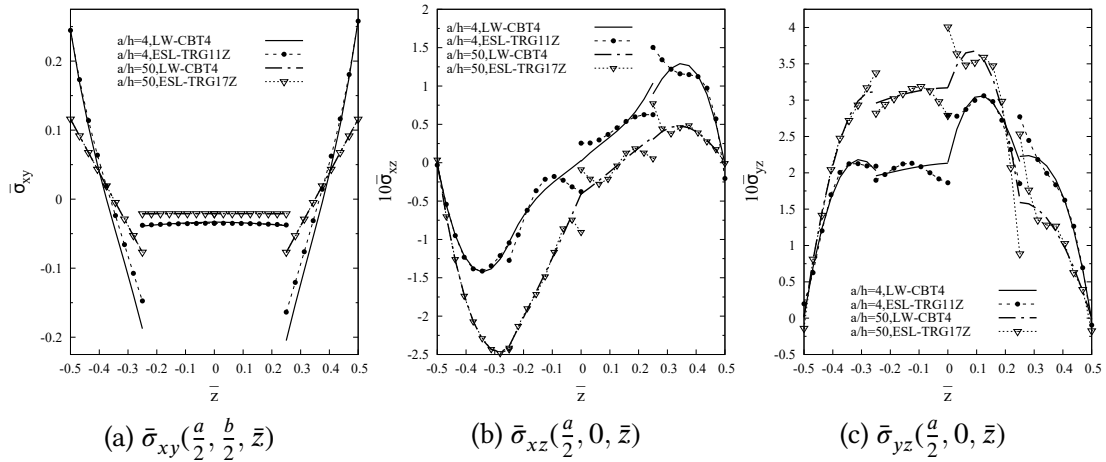 a/h=4,LW-CBT4
a/h=4,ESL-TRG11Z
a/h=50,LW-CBT4
a/h=50,ESL-TRG17Z
0.2
0.1
0
-0.1
-0.2
σ̄xy
-0.5 -0.4 -0.3 -0.2 -0.1 0 0.1 0.2 0.3 0.4 0.5
z̄
(a) σ̄xy(a/2, b/2, z̄)
a/h=4,LW-CBT4
a/h=4,ESL-TRG11Z
a/h=50,LW-CBT4
a/h=50,ESL-TRG17Z
2
1.5
1
0.5
0
-0.5
-1
-1.5
-2
-2.5
10σ̄xz
-0.5 -0.4 -0.3 -0.2 -0.1 0 0.1 0.2 0.3 0.4 0.5
z̄
(b) σ̄xz(a/2, 0, z̄)
4
3.5
3
2.5
2
1.5
1
0.5
0
-0.5
10σ̄yz
a/h=4,LW-CBT4
a/h=4,ESL-TRG11Z
a/h=50,LW-CBT4
a/h=50,ESL-TRG17Z
-0.5 -0.4 -0.3 -0.2 -0.1 0 0.1 0.2 0.3 0.4 0.5
z̄
(c) σ̄yz(a/2, 0, z̄)